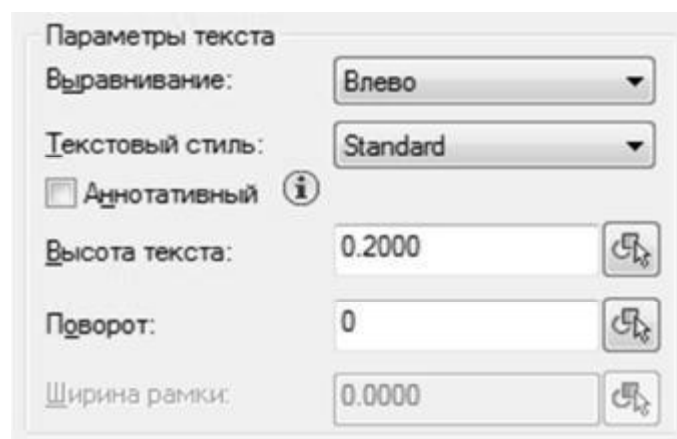 Параметры текста
Выравнивание: Влево
Текстовый стиль: Standard
Аннотативный
Высота текста: 0.2000
Поворот: 0
Ширина рамки: 0.0000